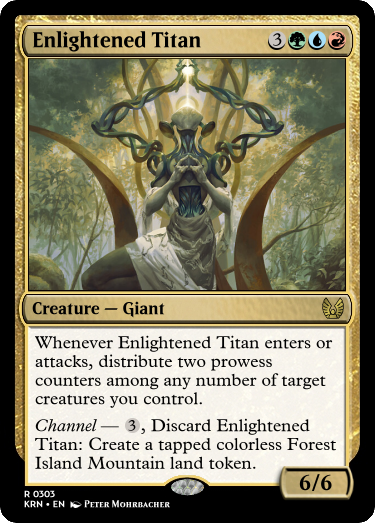 Enlightened Titan 3
Creature — Giant
Whenever Enlightened Titan enters or
attacks, distribute two prowess
counters among any number of target
creatures you control.
Channel — 3, Discard Enlightened
Titan: Create a tapped colorless Forest
Island Mountain land token.
6/6
R 0303
KRN • EN Peter Mohrbacher